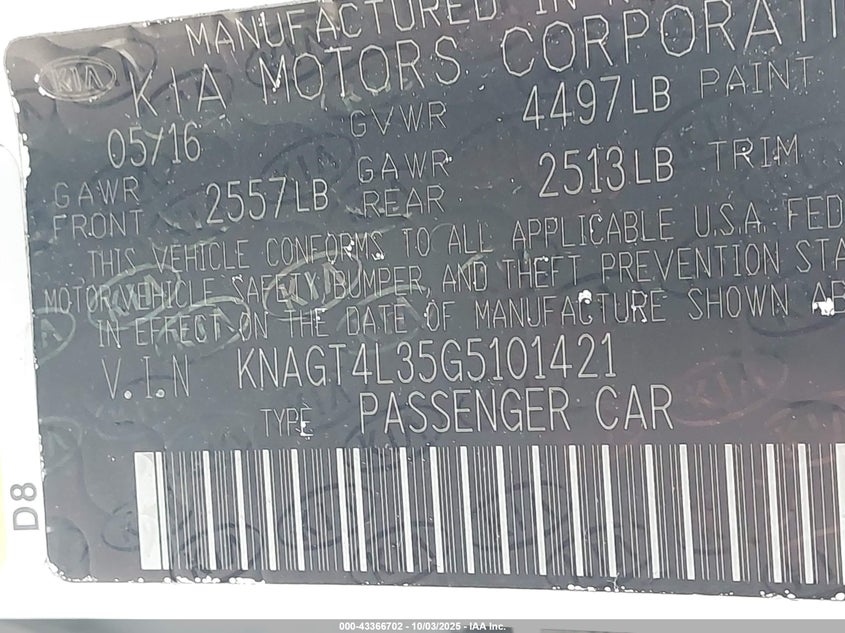 MANUFACTURED IN
KIA KIA MOTORS CORPORATI
05/16 GVWR 4497LB PAINT
GAWR FRONT 2557LB GAWR REAR 2513LB TRIM
THIS VEHICLE CONFORMS TO ALL APPLICABLE U.S.A. FED
MOTOR VEHICLE SAFETY BUMPER, AND THEFT PREVENTION STA
IN EFFECT ON THE DATE OF MANUFACTURE SHOWN AB
V.I.N KNAGT4L35G5101421
TYPE PASSENGER CAR
D8
000-43366702 - 10/03/2025 - IAA Inc.